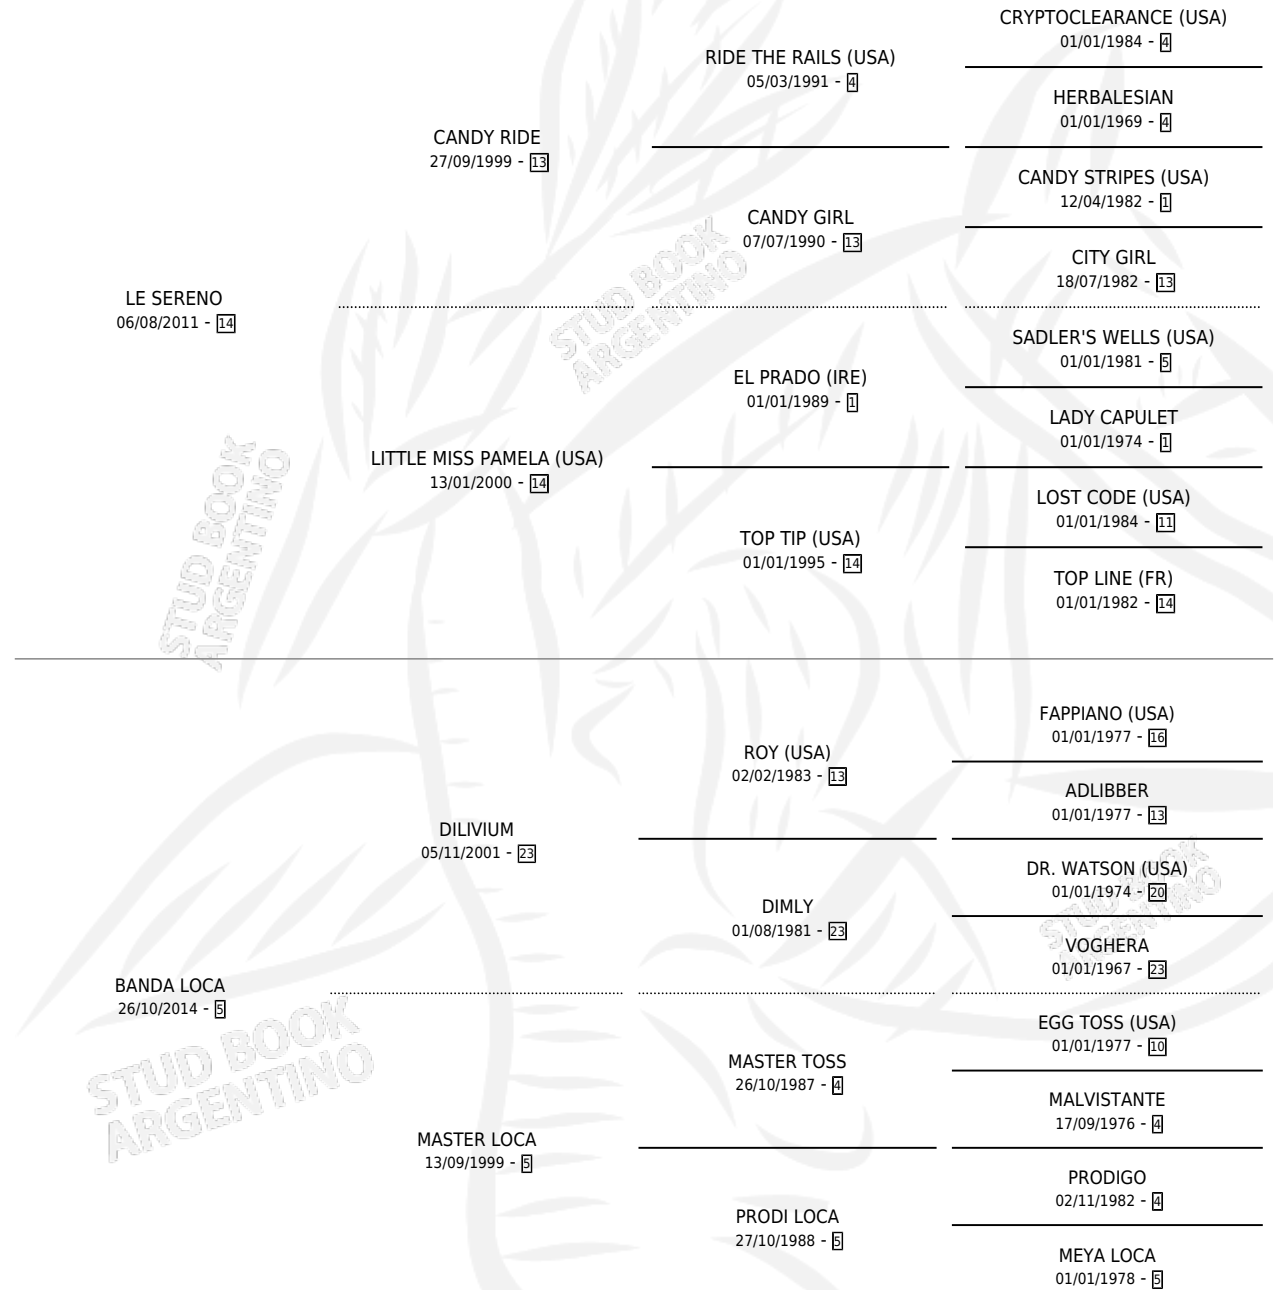 CRYPTOCLEARANCE (USA)
01/01/1984 - 4
RIDE THE RAILS (USA)
05/03/1991 - 4
HERBALESIAN
01/01/1969 - 4
CANDY RIDE
27/09/1999 - 13
CANDY STRIPES (USA)
12/04/1982 - 1
CANDY GIRL
07/07/1990 - 13
CITY GIRL
18/07/1982 - 13
LE SERENO
06/08/2011 - 14
SADLER'S WELLS (USA)
01/01/1981 - 5
EL PRADO (IRE)
01/01/1989 - 1
LADY CAPULET
01/01/1974 - 1
LITTLE MISS PAMELA (USA)
13/01/2000 - 14
LOST CODE (USA)
01/01/1984 - 11
TOP TIP (USA)
01/01/1995 - 14
TOP LINE (FR)
01/01/1982 - 14
STUD BOOK
ARGENTINO
STUD BOOK
ARGENTINO
FAPPIANO (USA)
01/01/1977 - 16
ROY (USA)
02/02/1983 - 13
ADLIBBER
01/01/1977 - 13
DILIVIUM
05/11/2001 - 23
DR. WATSON (USA)
01/01/1974 - 20
DIMLY
01/08/1981 - 23
VOGHERA
01/01/1967 - 23
BANDA LOCA
26/10/2014 - 5
EGG TOSS (USA)
01/01/1977 - 10
MASTER TOSS
26/10/1987 - 4
MALVISTANTE
17/09/1976 - 4
MASTER LOCA
13/09/1999 - 5
PRODIGO
02/11/1982 - 4
PRODI LOCA
27/10/1988 - 5
MEYA LOCA
01/01/1978 - 5
STUD BOOK
ARGENTINO
STUD BOOK
ARGENTINO